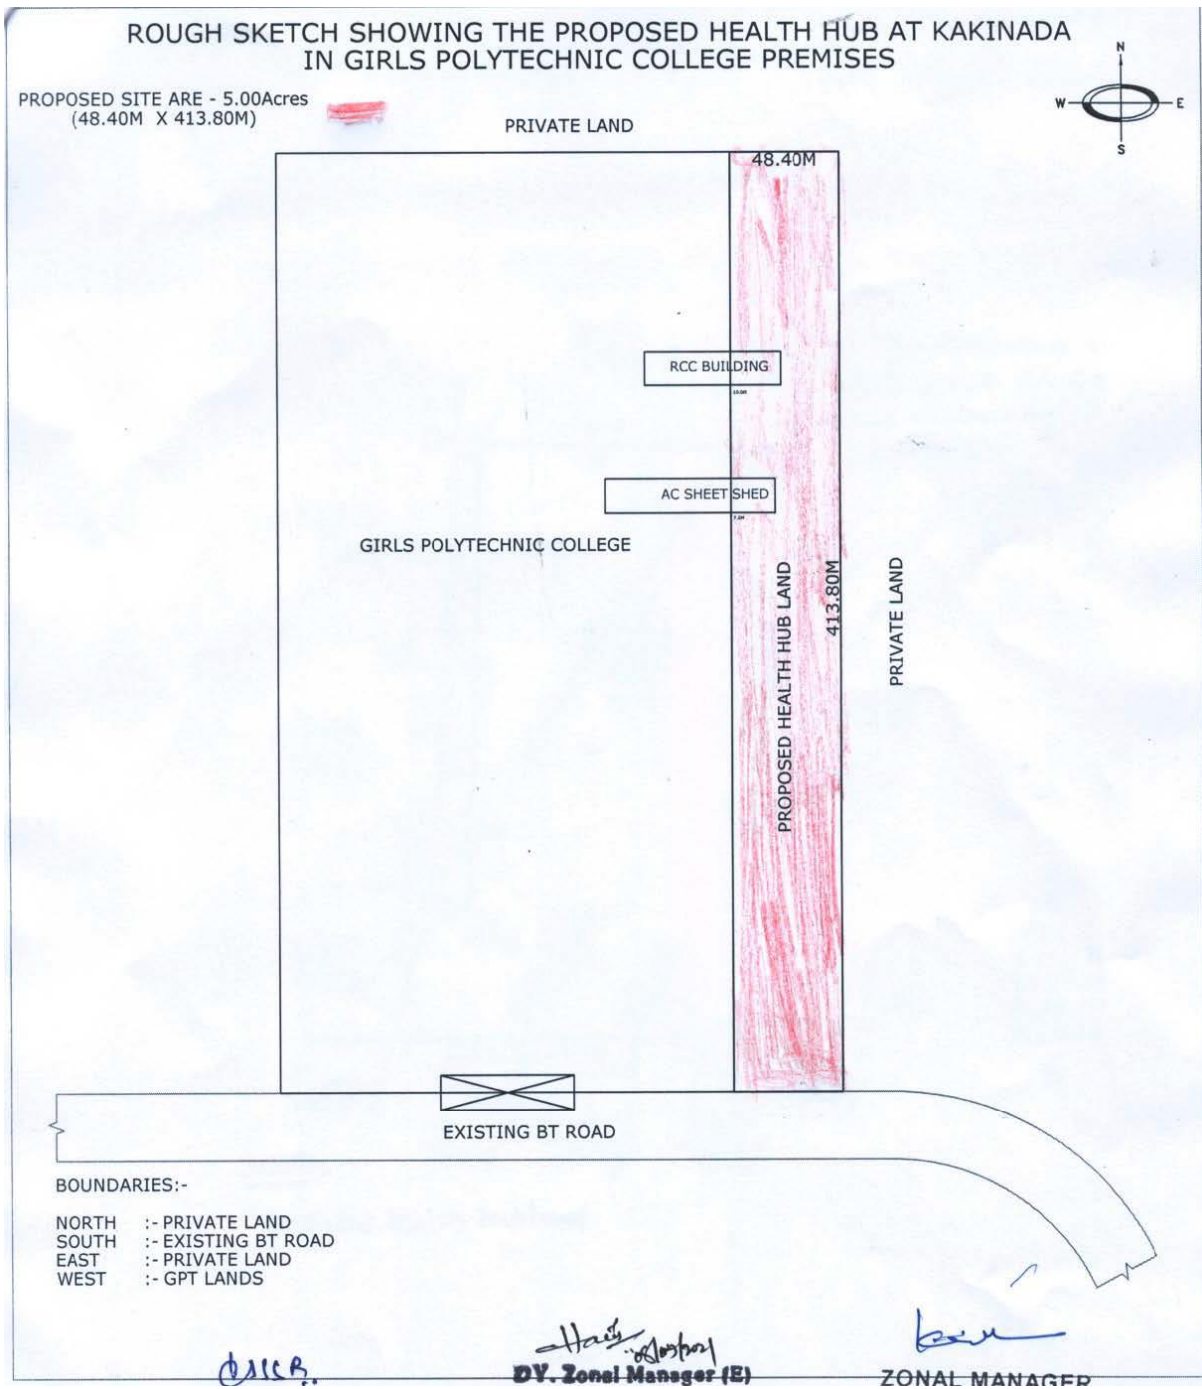 ROUGH SKETCH SHOWING THE PROPOSED HEALTH HUB AT KAKINADA
IN GIRLS POLYTECHNIC COLLEGE PREMISES
N
W E
S
PROPOSED SITE ARE - 5.00Acres
(48.40M X 413.80M)
PRIVATE LAND
48.40M
RCC BUILDING
AC SHEET SHED
GIRLS POLYTECHNIC COLLEGE
PROPOSED HEALTH HUB LAND
413.80M
PRIVATE LAND
EXISTING BT ROAD
BOUNDARIES:-
NORTH :- PRIVATE LAND
SOUTH :- EXISTING BT ROAD
EAST :- PRIVATE LAND
WEST :- GPT LANDS
DY. Zonal Manager (E)
ZONAL MANAGER